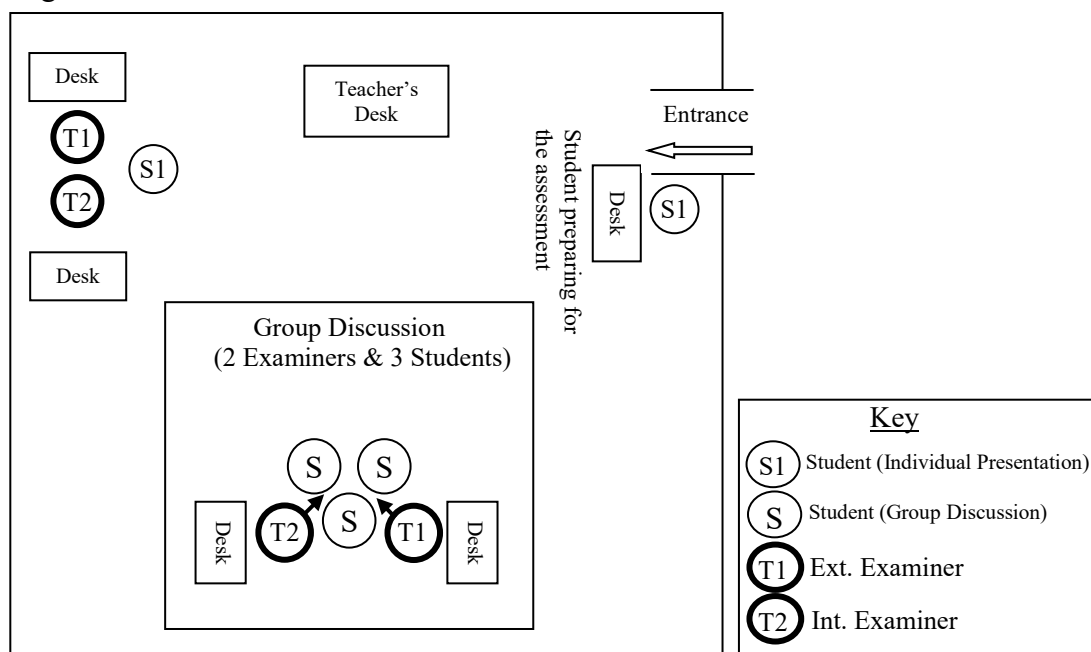 Desk
T1
T2
S1
Desk
Teacher's
Desk
Entrance
Student preparing for
the assessment
Desk
S1
Group Discussion
(2 Examiners & 3 Students)
S
S
S
Desk
T2
T1
Desk
Key
S1 Student (Individual Presentation)
S Student (Group Discussion)
T1 Ext. Examiner
T2 Int. Examiner